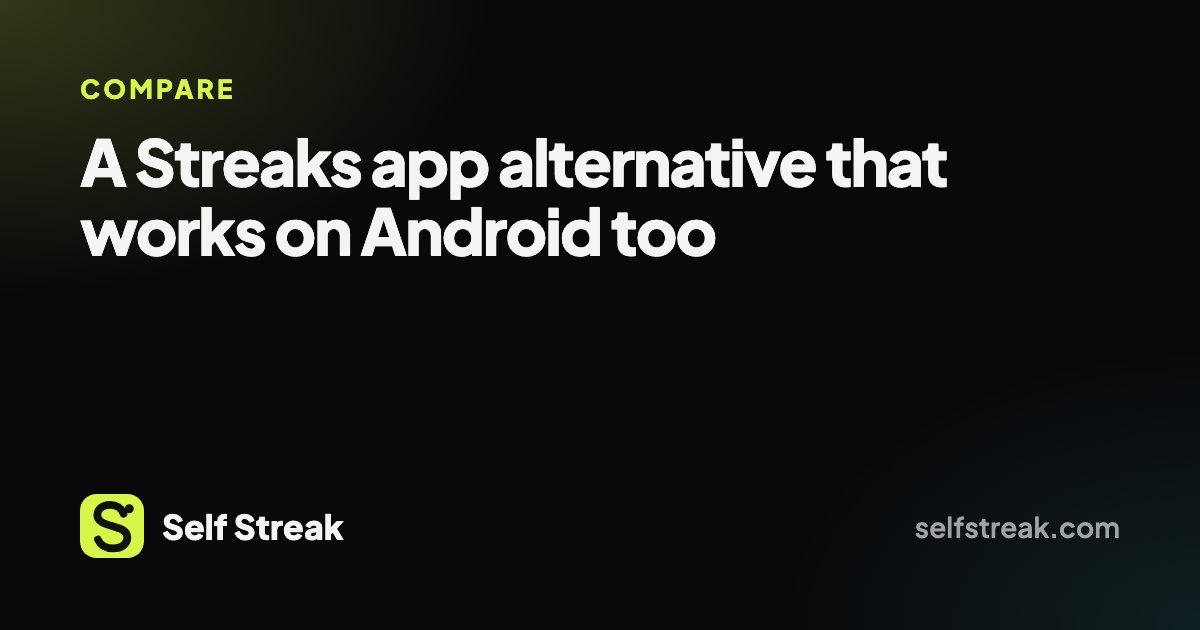 COMPARE
A Streaks app alternative that
works on Android too
Self Streak
selfstreak.com